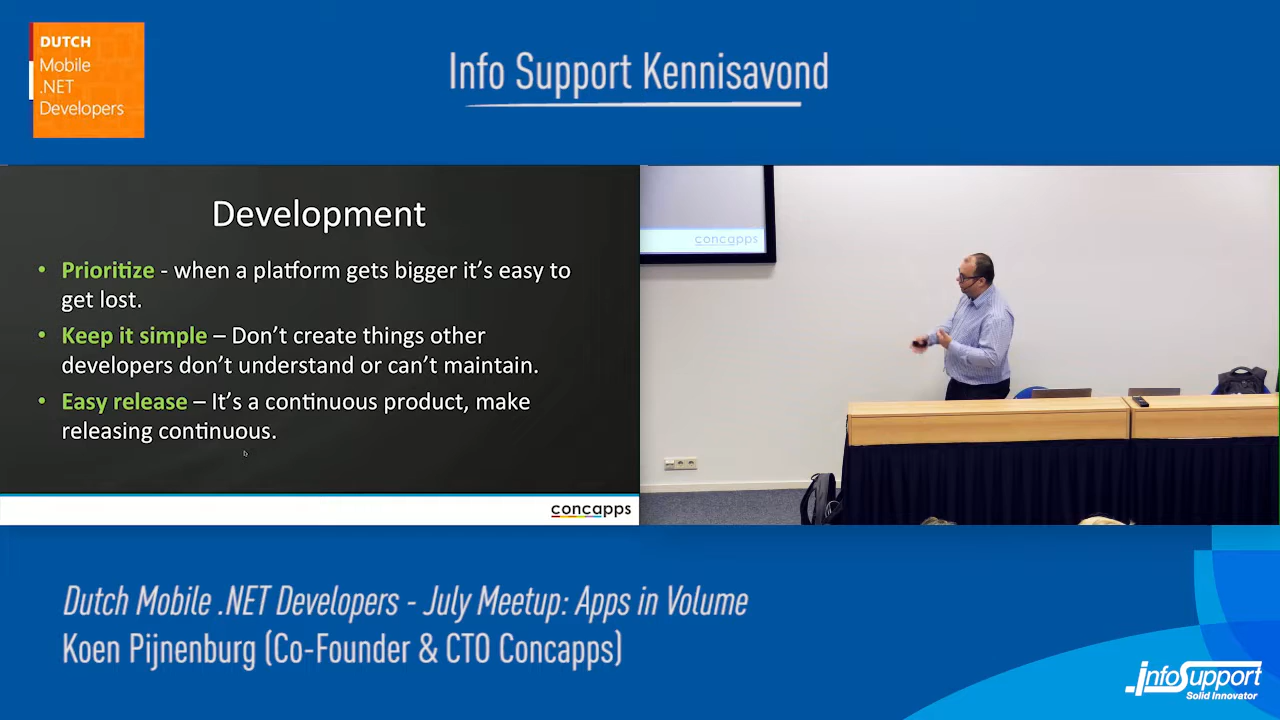 DUTCH
Mobile
.NET
Developers
Info Support Kennisavond
Development
• Prioritize - when a platform gets bigger it's easy to
get lost.
• Keep it simple – Don't create things other
developers don't understand or can't maintain.
• Easy release – It's a continuous product, make
releasing continuous.
concapps
concapps
Dutch Mobile .NET Developers - July Meetup: Apps in Volume
Koen Pijnenburg (Co-Founder & CTO Concapps)
infoSupport
Solid Innovator